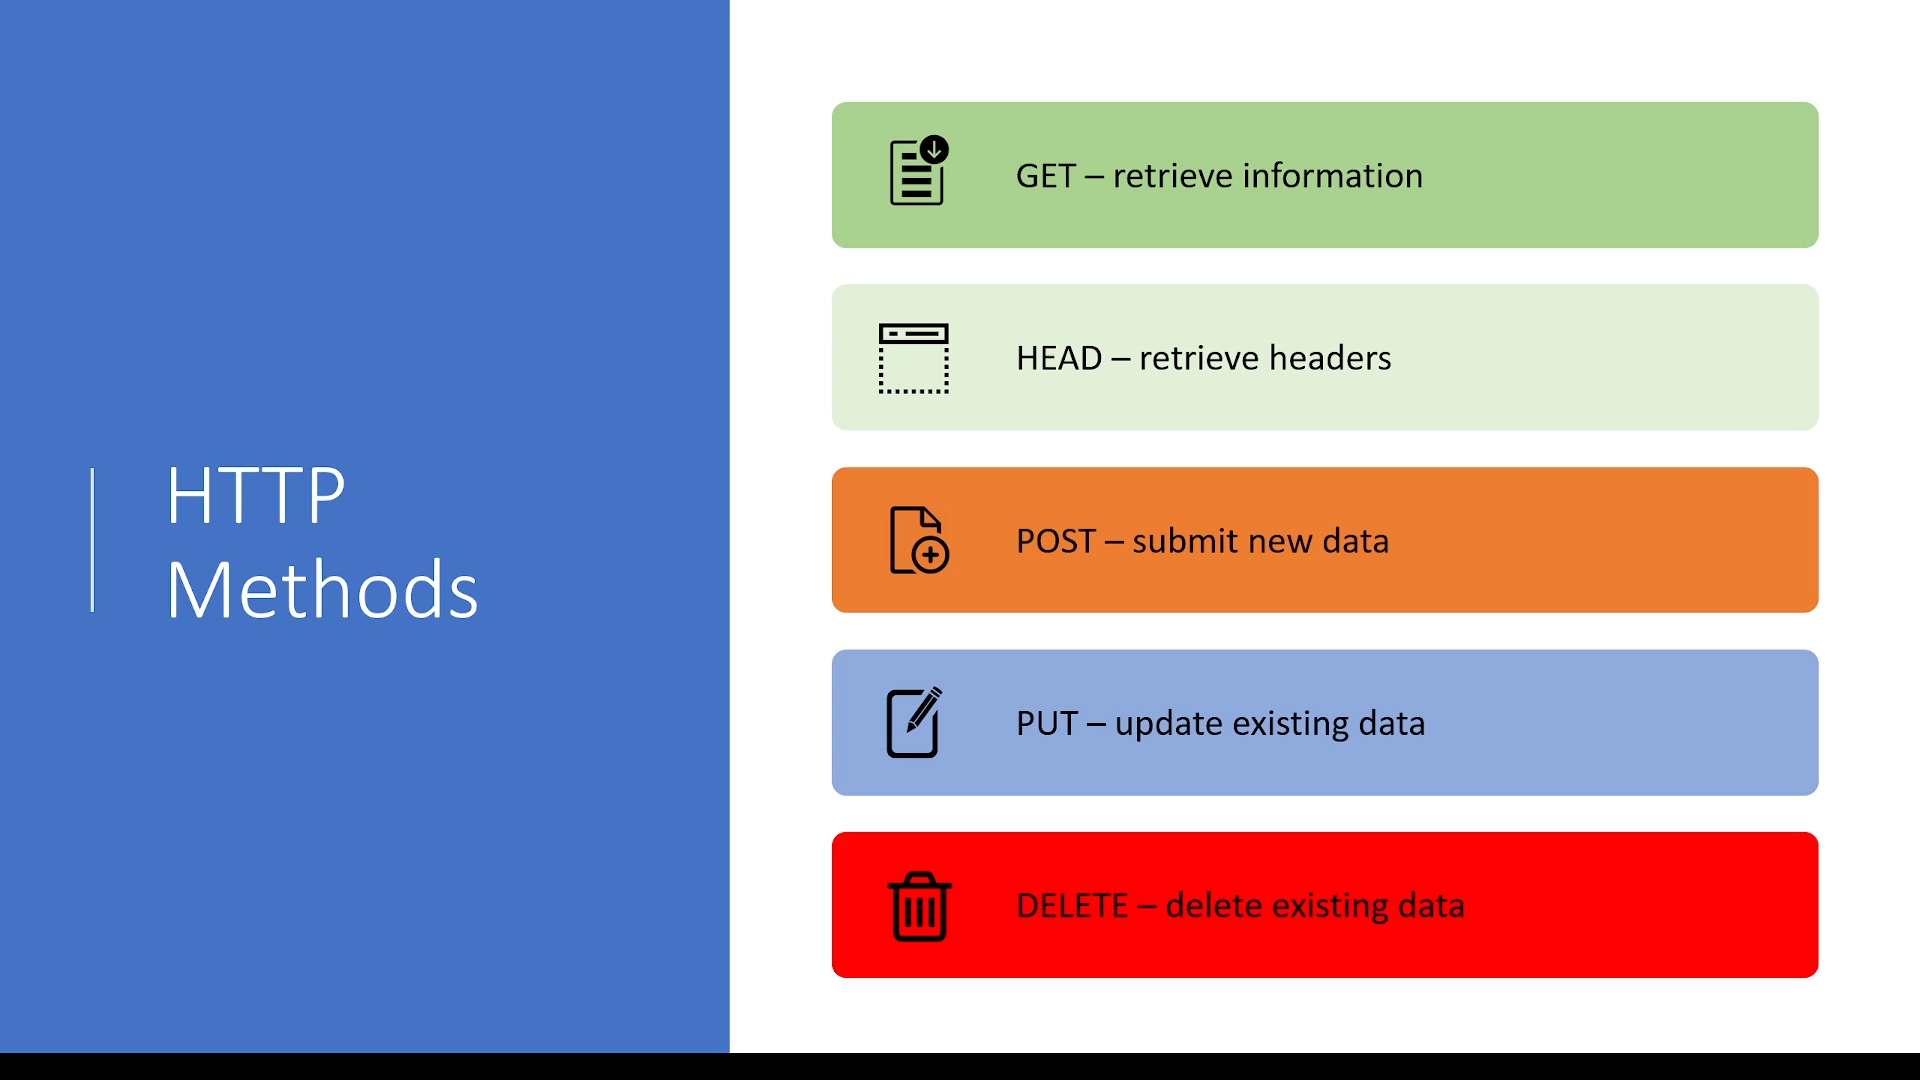 HTTP
Methods
GET – retrieve information
HEAD – retrieve headers
POST – submit new data
PUT – update existing data
DELETE – delete existing data